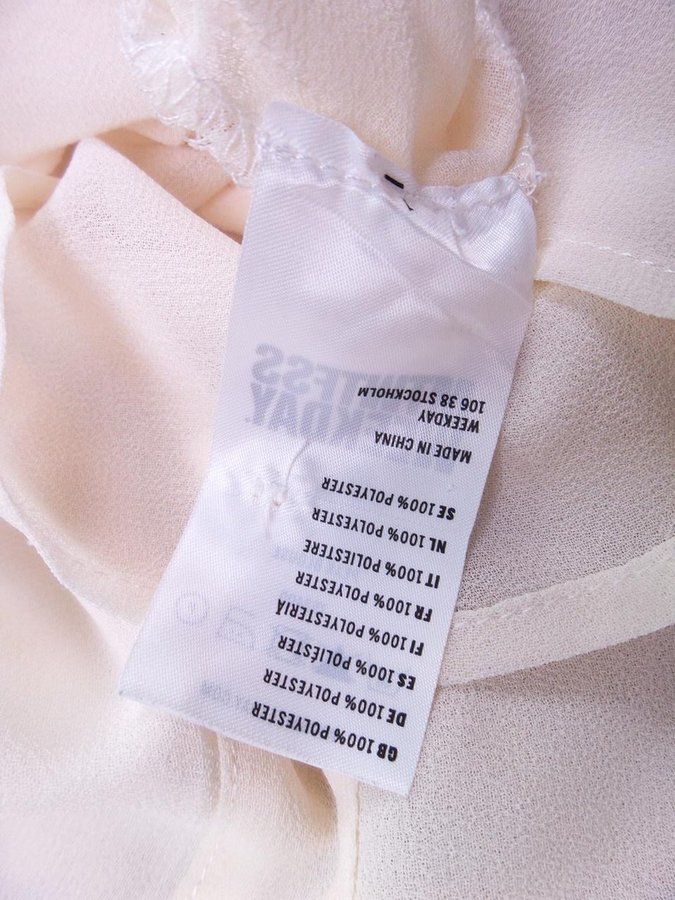 GB 100% POLYESTER
DE 100% POLYESTER
ES 100% POLIÉSTER
FI 100% POLYESTERIÄ
FR 100% POLYESTER
IT 100% POLIESTERE
NL 100% POLYESTER
SE 100% POLYESTER
MADE IN CHINA
WEEKDAY
106 38 STOCKHOLM